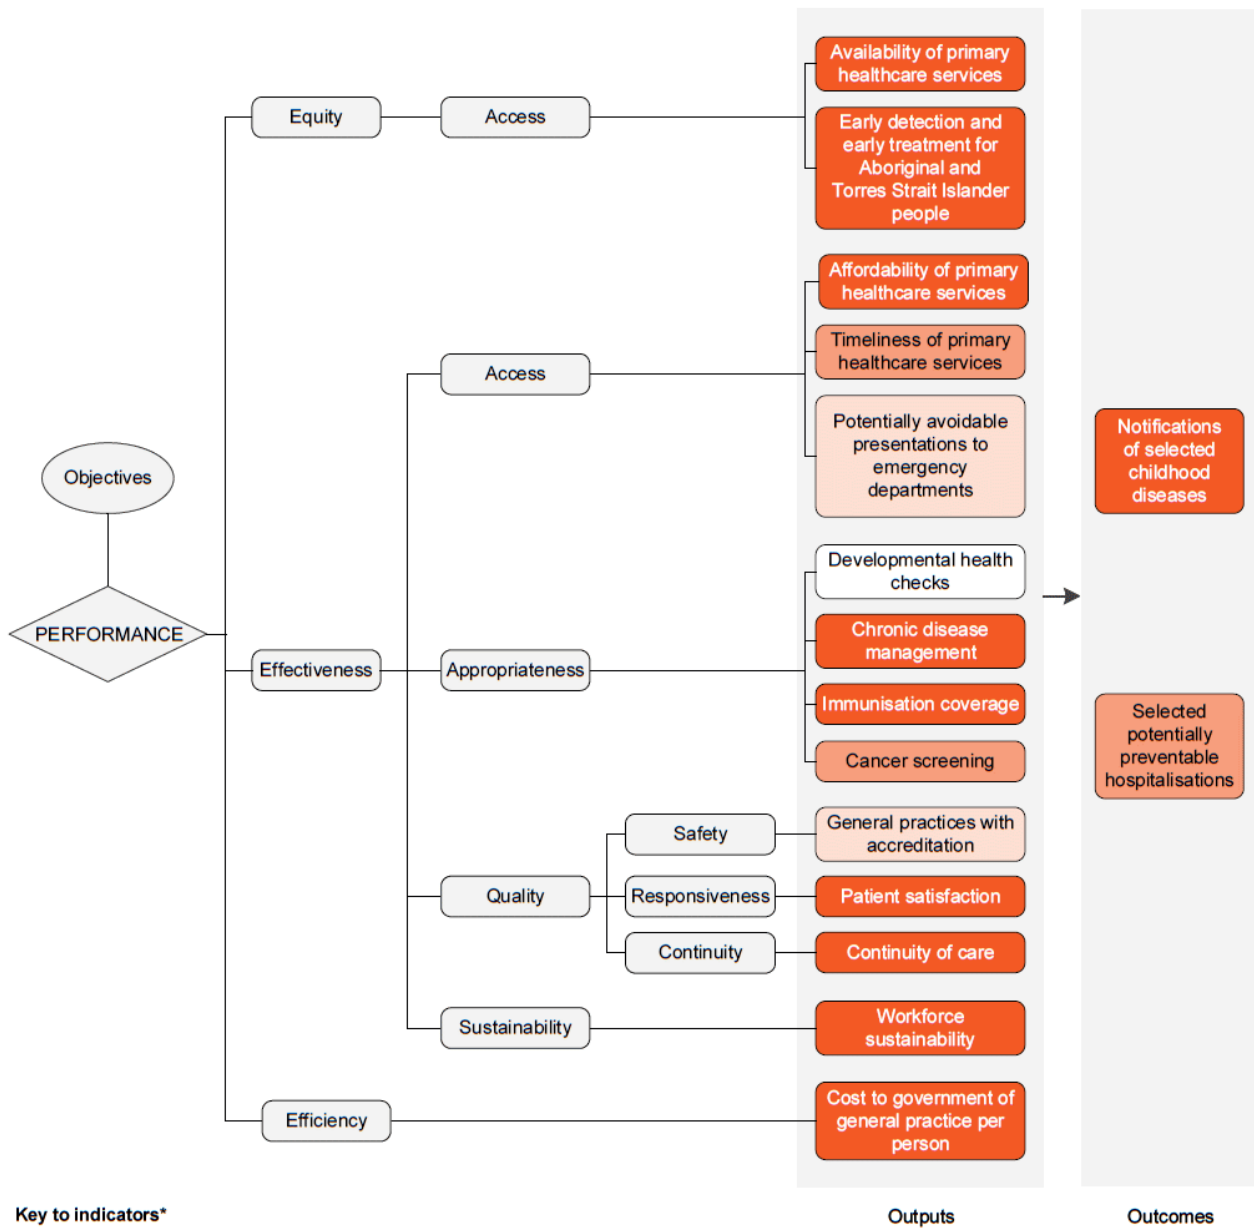 Availability of primary
healthcare services
Equity
Access
Early detection and
early treatment for
Aboriginal and
Torres Strait Islander
people
Affordability of primary
healthcare services
Timeliness of primary
healthcare services
Access
Potentially avoidable
presentations to
emergency
departments
Notifications
of selected
childhood
diseases
Objectives
Developmental health
checks
PERFORMANCE
Chronic disease
management
Effectiveness
Appropriateness
Immunisation coverage
Cancer screening
Selected
potentially
preventable
hospitalisations
Safety
General practices with
accreditation
Quality
Responsiveness
Patient satisfaction
Continuity
Continuity of care
Sustainability
Workforce
sustainability
Efficiency
Cost to government of
general practice per
person
Key to indicators*
Outputs
Outcomes